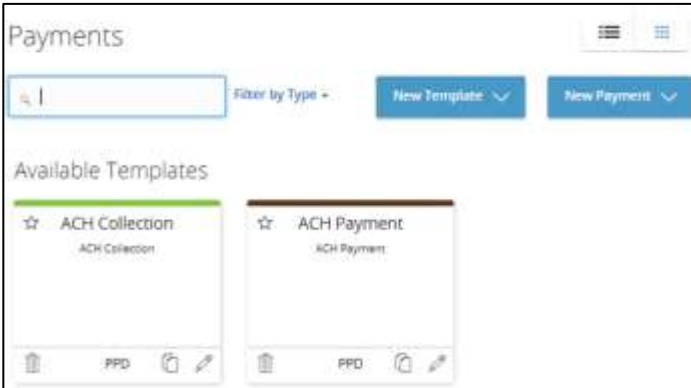 Payments
Filter by Type +
New Template
New Payment
Available Templates
ACH Collection
ACH Collection
PPD
ACH Payment
ACH Payment
PPD